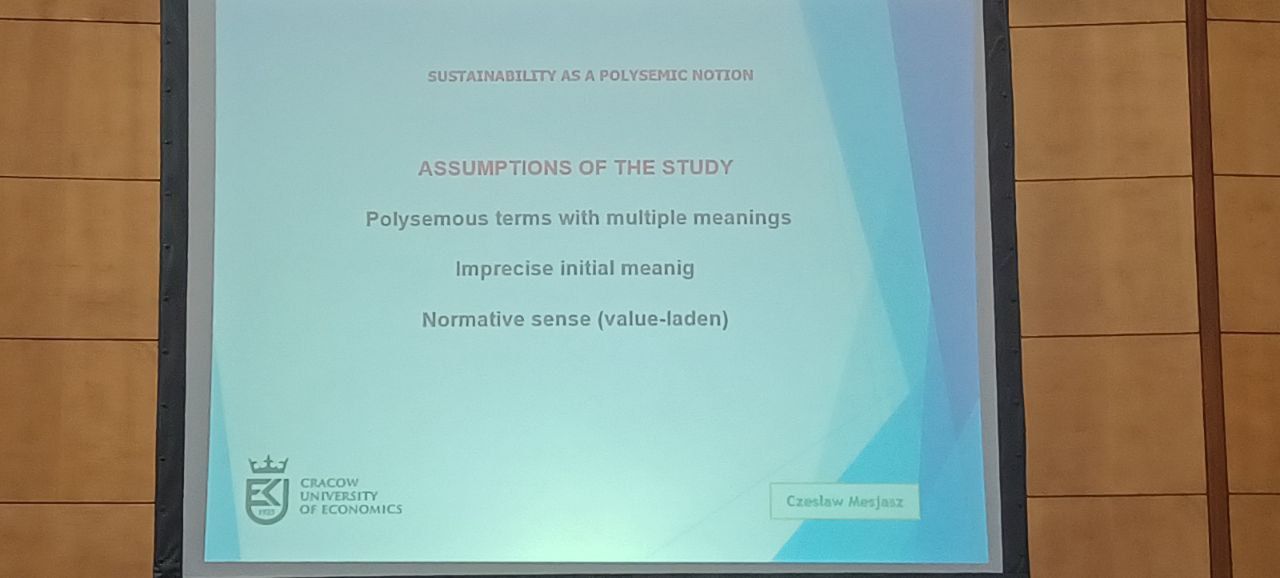 SUSTAINABILITY AS A POLYSEMIC NOTION
ASSUMPTIONS OF THE STUDY
Polysemous terms with multiple meanings
Imprecise initial meanig
Normative sense (value-laden)
CRACOW
UNIVERSITY
OF ECONOMICS
1925
Czesław Mesjasz